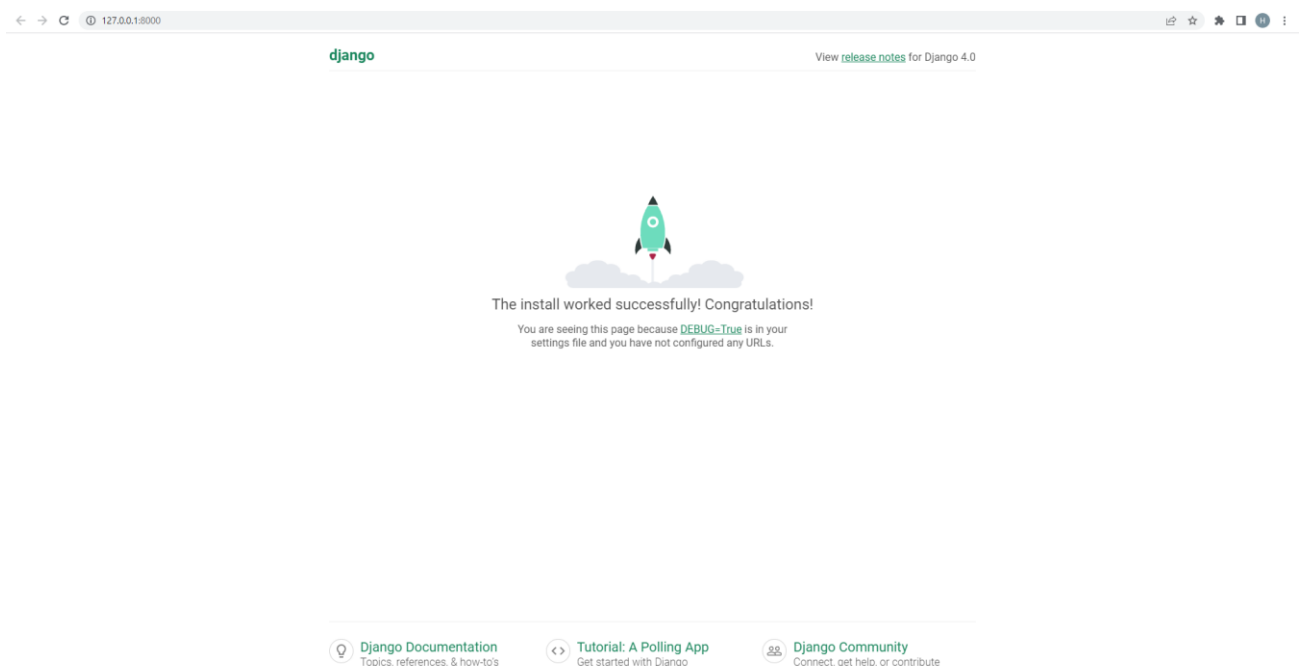 127.0.0.1:8000
H
django
View release notes for Django 4.0
The install worked successfully! Congratulations!
You are seeing this page because DEBUG=True is in your
settings file and you have not configured any URLs.
Django Documentation
Topics, references, & how-to's
Tutorial: A Polling App
Get started with Django
Django Community
Connect, get help, or contribute